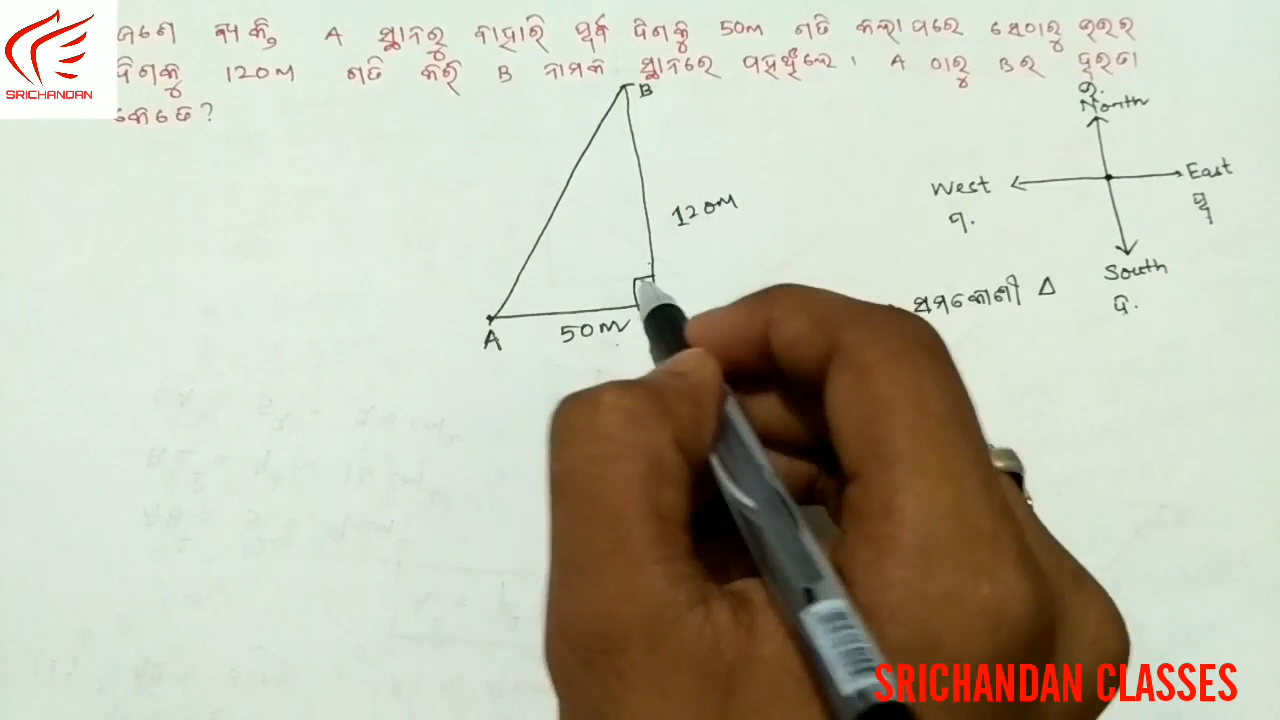 ଜଣେ ବ୍ୟକ୍ତି A ସ୍ଥାନରୁ ବାହାରି ପୂର୍ବ ଦିଗକୁ 50m ଗତି କଲାପରେ ସେଠାରୁ ଉତ୍ତର
ଦିଗକୁ 120m ଗତି କରି B ନାମକ ସ୍ଥାନରେ ପହଞ୍ଚିଲେ। A ଠାରୁ Bର ଦୂରତା
କେତେ?
SRICHANDAN
B
120m
A
50m
ଉ.
North
West
ପ.
East
ପୂ
South
ଦ.
ସମକୋଣୀ Δ
SRICHANDAN CLASSES